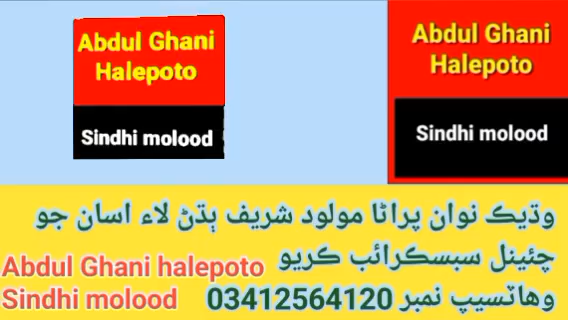 Abdul Ghani
Halepoto
Sindhi molood
Abdul Ghani
Halepoto
Sindhi molood
وڌيڪ نوان پراڻا مولود شريف ٻڌڻ لاءِ اسان جو
چئينل سبسڪرائب ڪريو
Abdul Ghani halepoto
وهاٽسيپ نمبر 03412564120
Sindhi molood